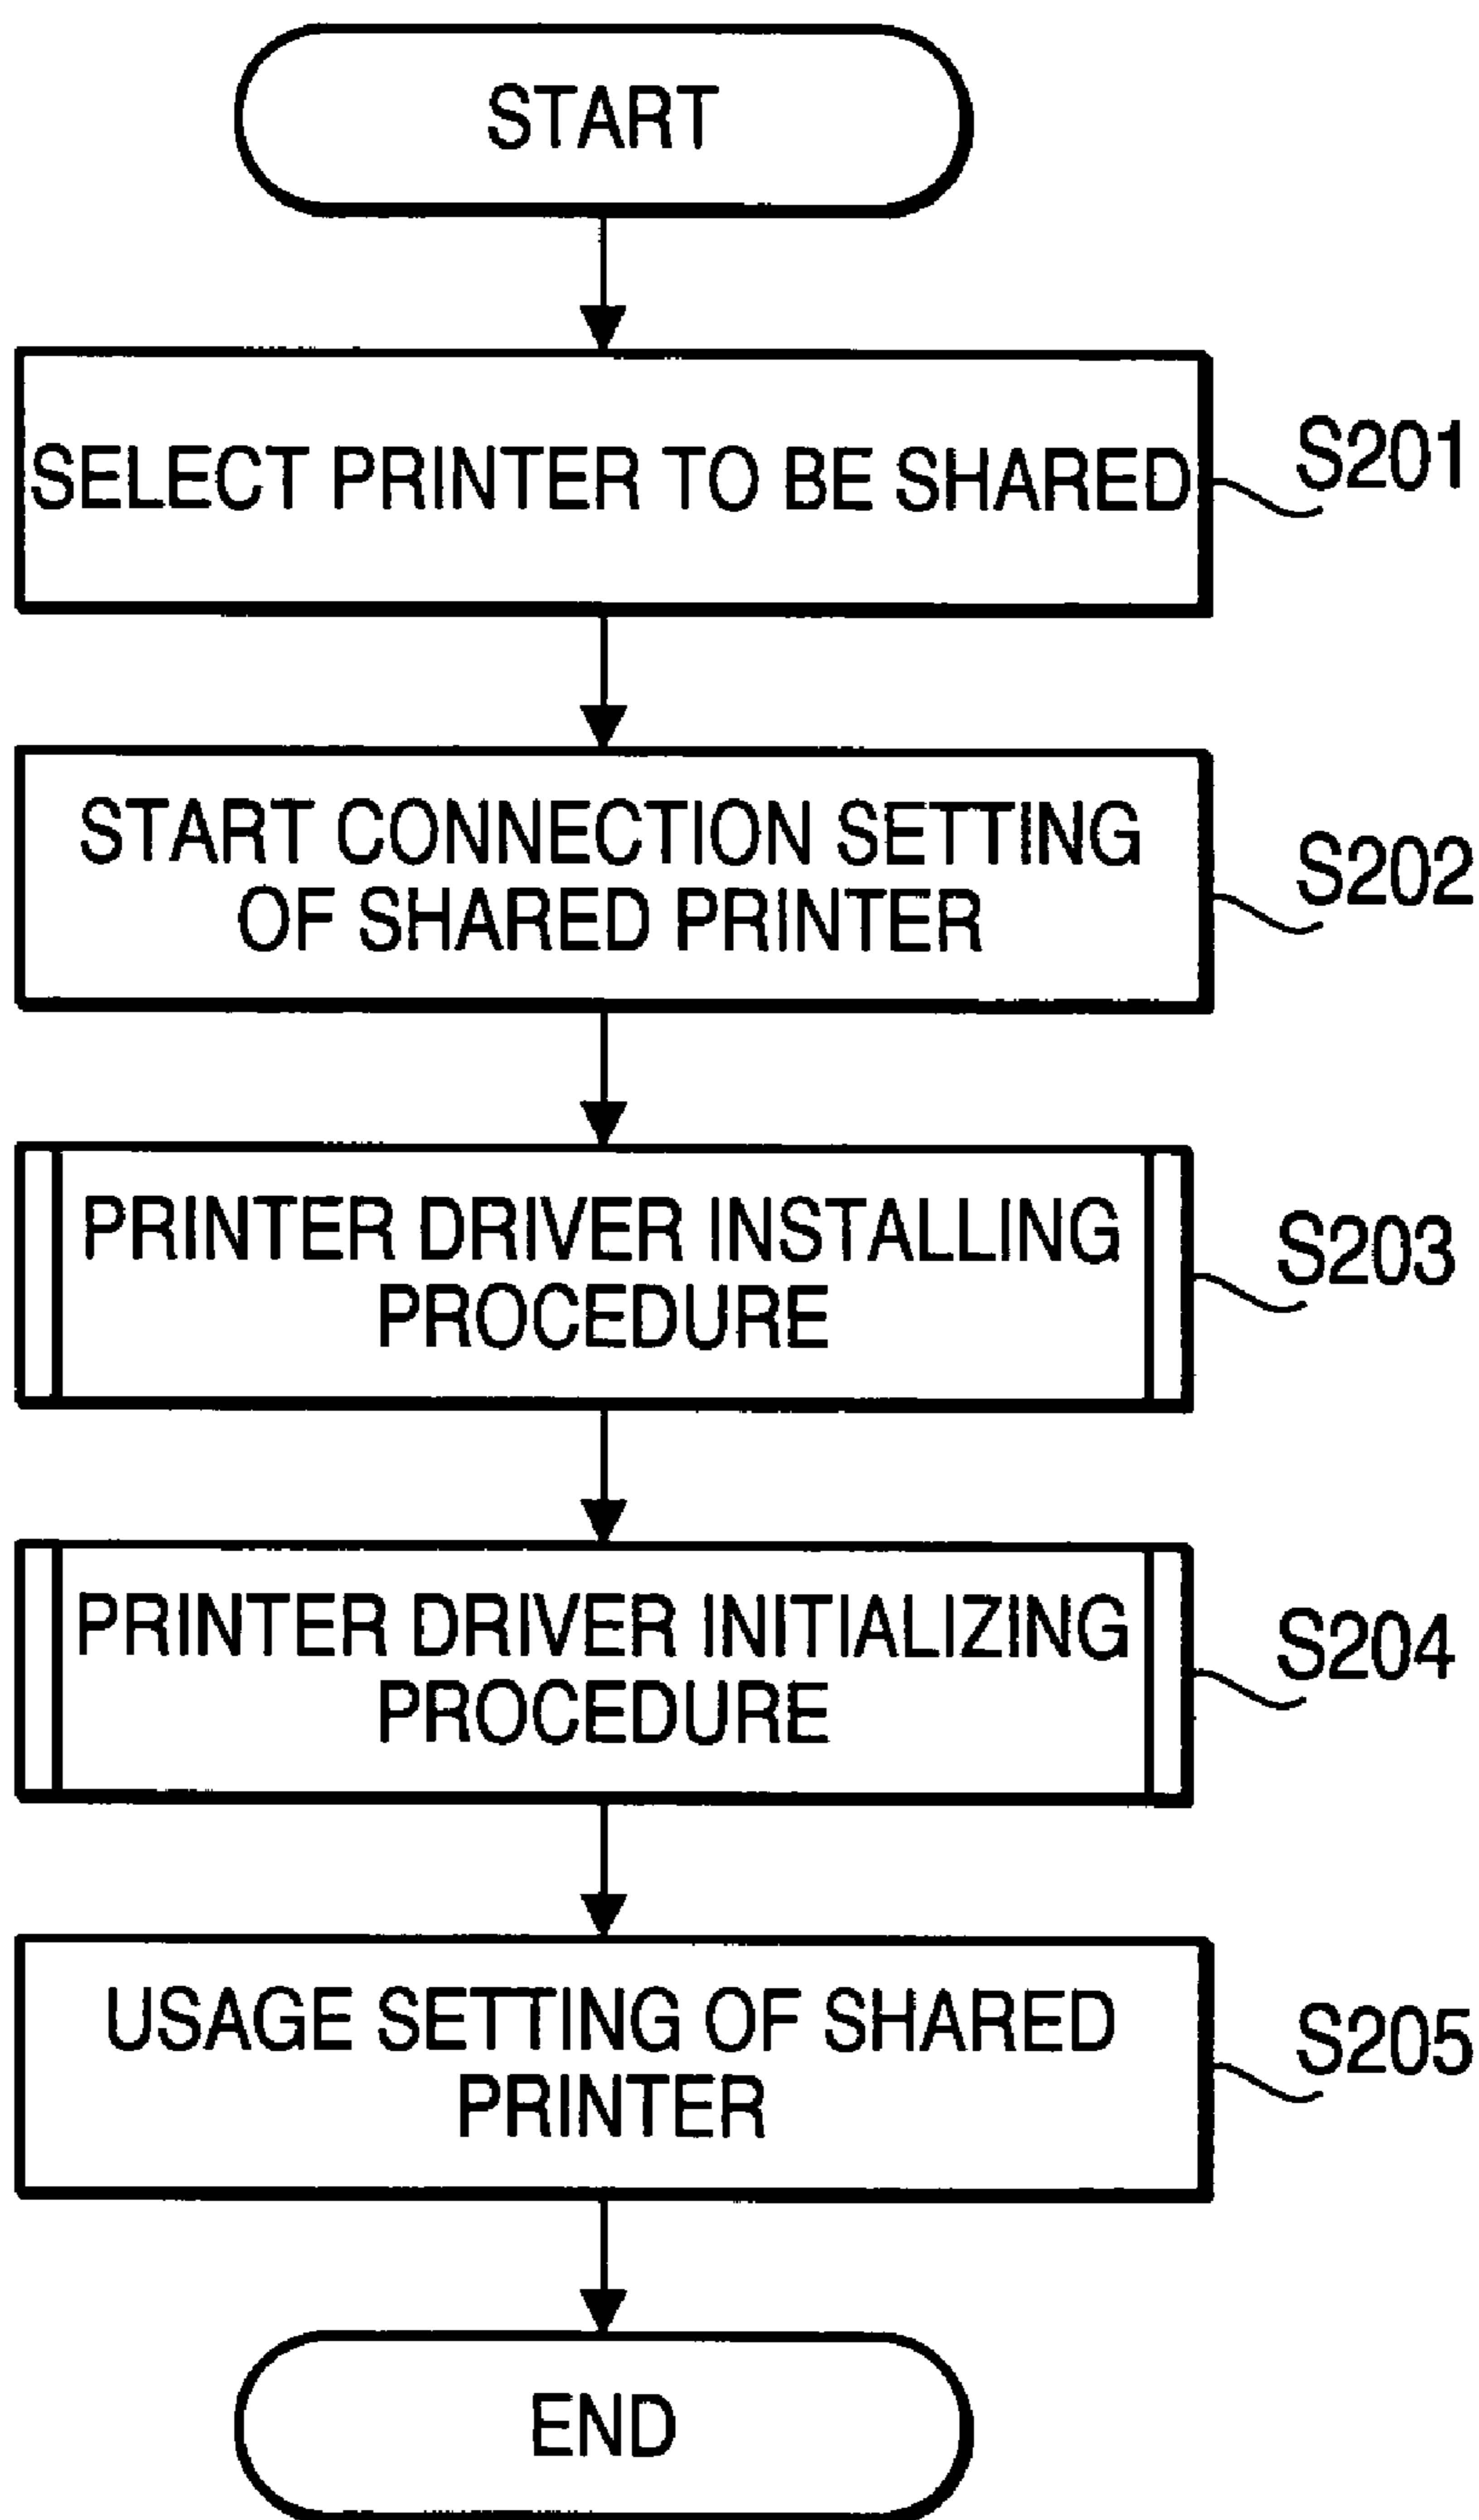 START
SELECT PRINTER TO BE SHARED
S201
START CONNECTION SETTING
OF SHARED PRINTER
S202
PRINTER DRIVER INSTALLING
PROCEDURE
S203
PRINTER DRIVER INITIALIZING
PROCEDURE
S204
USAGE SETTING OF SHARED
PRINTER
S205
END